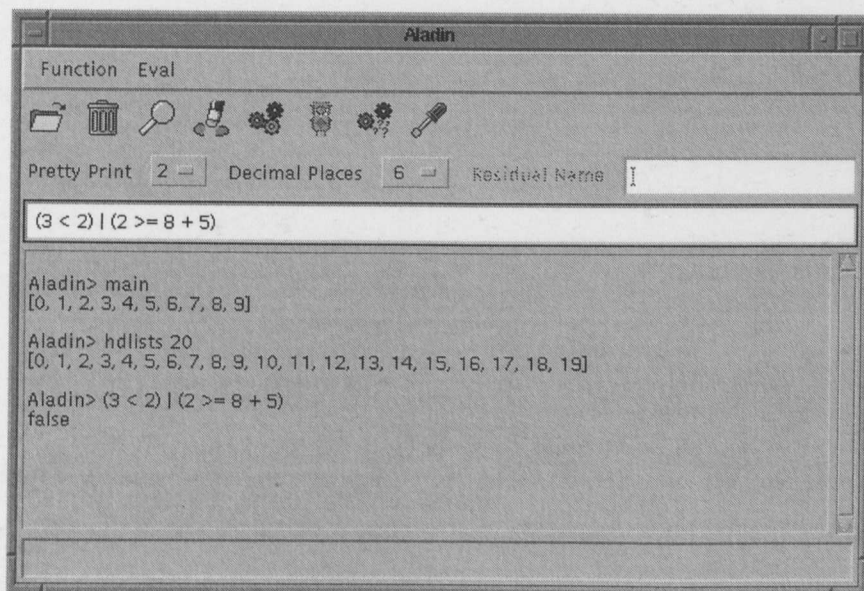 Aladin
Function Eval
Pretty Print 2 Decimal Places 6 Residual Name
(3 < 2) | (2 >= 8 + 5)
Aladin> main
[0, 1, 2, 3, 4, 5, 6, 7, 8, 9]
Aladin> hdlists 20
[0, 1, 2, 3, 4, 5, 6, 7, 8, 9, 10, 11, 12, 13, 14, 15, 16, 17, 18, 19]
Aladin> (3 < 2) | (2 >= 8 + 5)
false